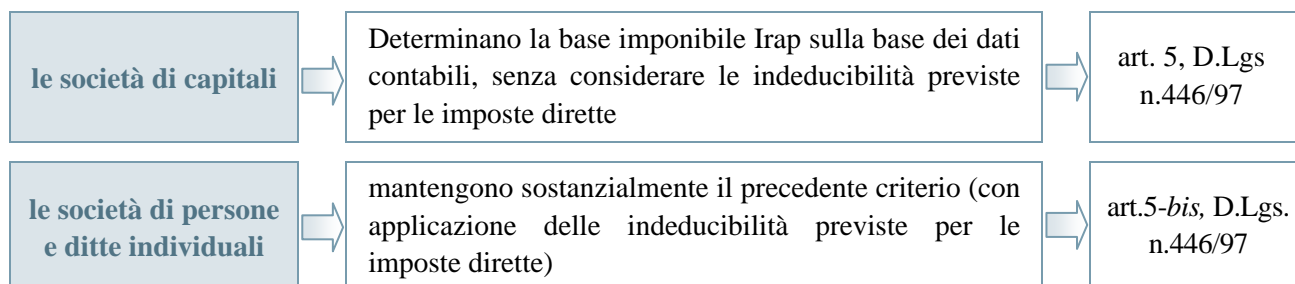 le società di capitali
Determinano la base imponibile Irap sulla base dei dati
contabili, senza considerare le indeducibilità previste
per le imposte dirette
art. 5, D.Lgs
n.446/97
le società di persone
e ditte individuali
mantengono sostanzialmente il precedente criterio (con
applicazione delle indeducibilità previste per le
imposte dirette)
art.5-bis, D.Lgs.
n.446/97